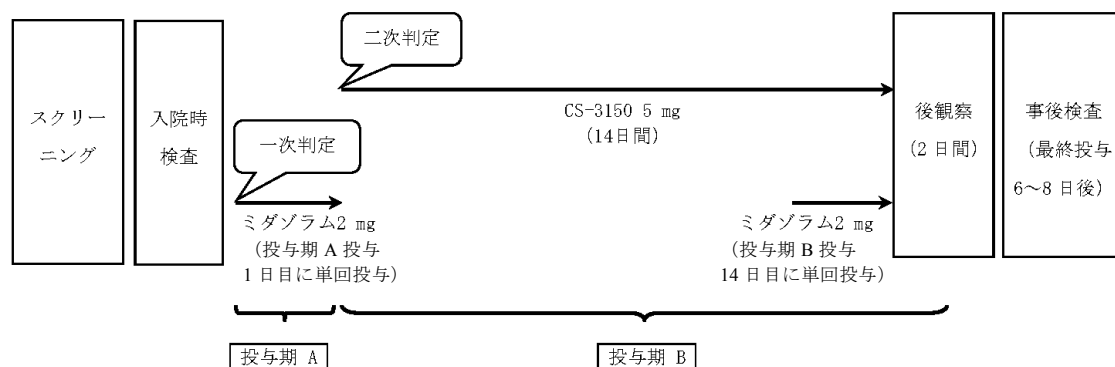 スクリー
ニング
入院時
検査
一次判定
二次判定
CS-3150 5 mg
(14日間)
ミダゾラム2 mg
(投与期 A 投与
1 日目に単回投与)
ミダゾラム2 mg
(投与期 B 投与
14 日目に単回投与)
後観察
(2 日間)
事後検査
(最終投与
6～8 日後)
投与期 A
投与期 B